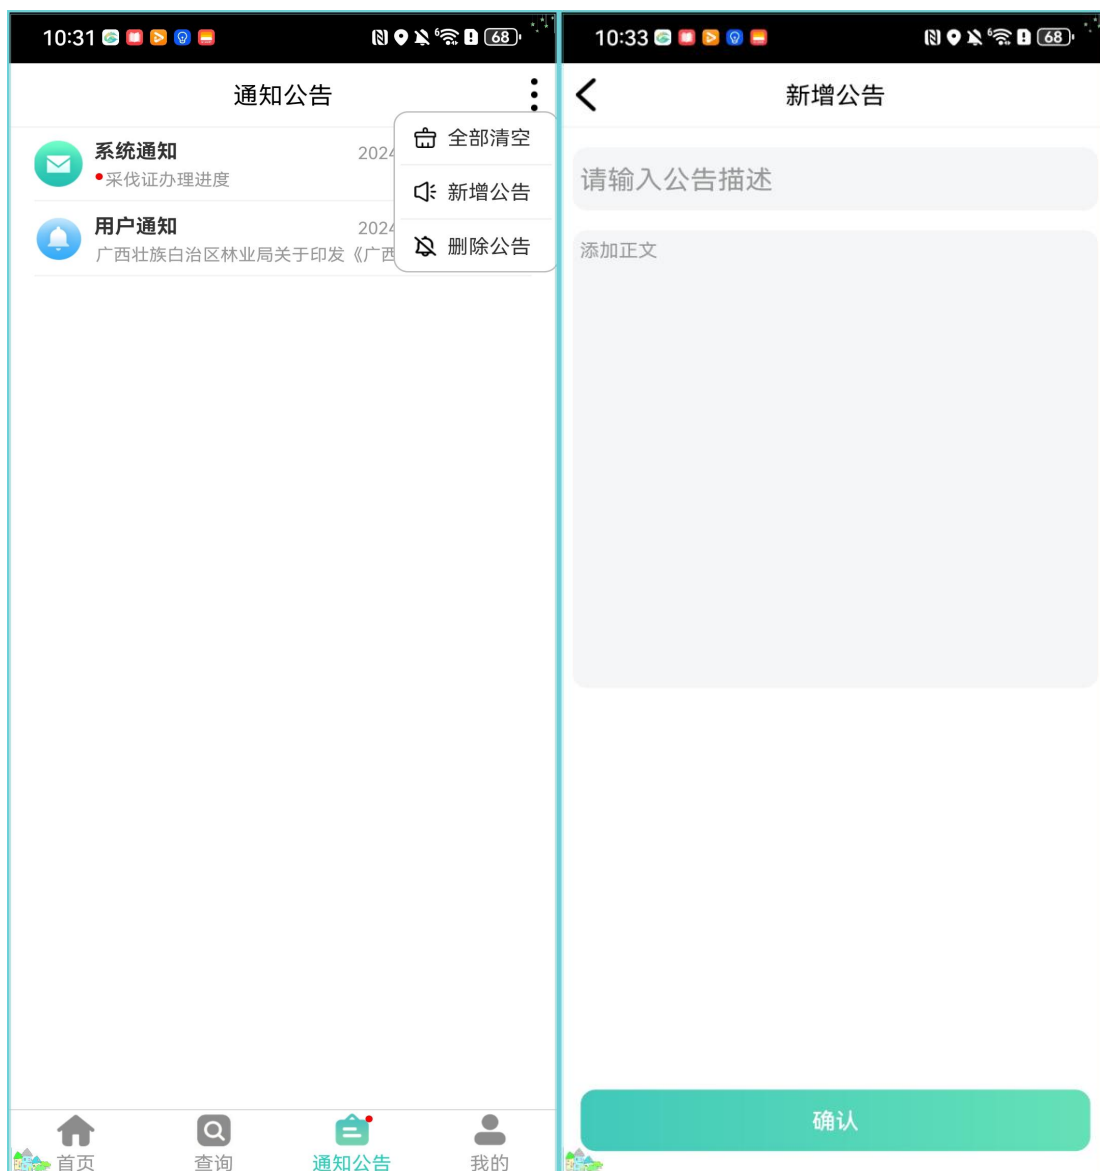 10:31
68
通知公告
系统通知
2024
采伐证办理进度
用户通知
2024
广西壮族自治区林业局关于印发《广西
全部清空
新增公告
删除公告
首页
查询
通知公告
我的
10:33
68
新增公告
请输入公告描述
添加正文
确认